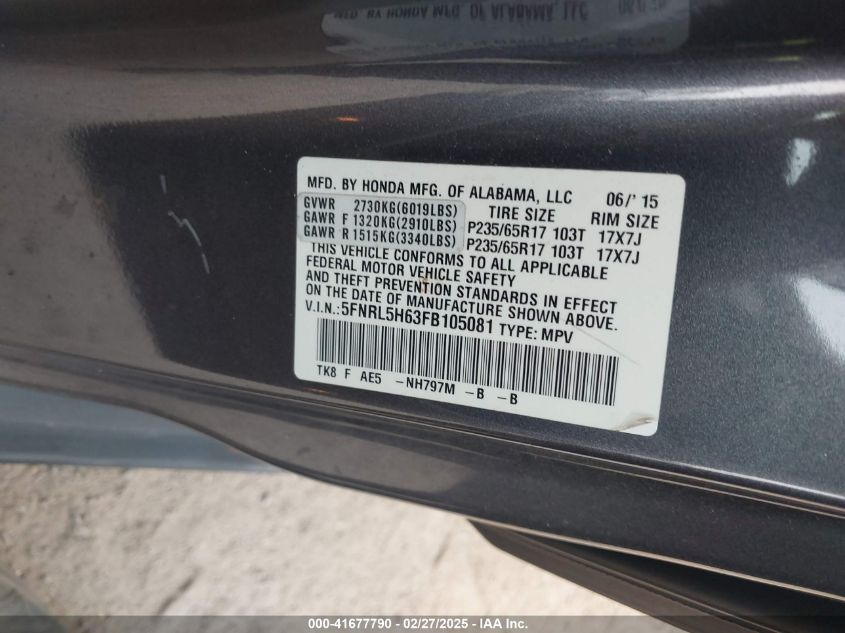 MFD. BY HONDA MFG. OF ALABAMA, LLC 06/'15
GVWR 2730KG(6019LBS) TIRE SIZE RIM SIZE
GAWR F 1320KG(2910LBS) P235/65R17 103T 17X7J
GAWR R 1515KG(3340LBS) P235/65R17 103T 17X7J
THIS VEHICLE CONFORMS TO ALL APPLICABLE
FEDERAL MOTOR VEHICLE SAFETY
AND THEFT PREVENTION STANDARDS IN EFFECT
ON THE DATE OF MANUFACTURE SHOWN ABOVE.
V.I.N.:5FNRL5H63FB105081 TYPE: MPV
TK8 F AE5 -NH797M -B -B
000-41677790 - 02/27/2025 - IAA Inc.